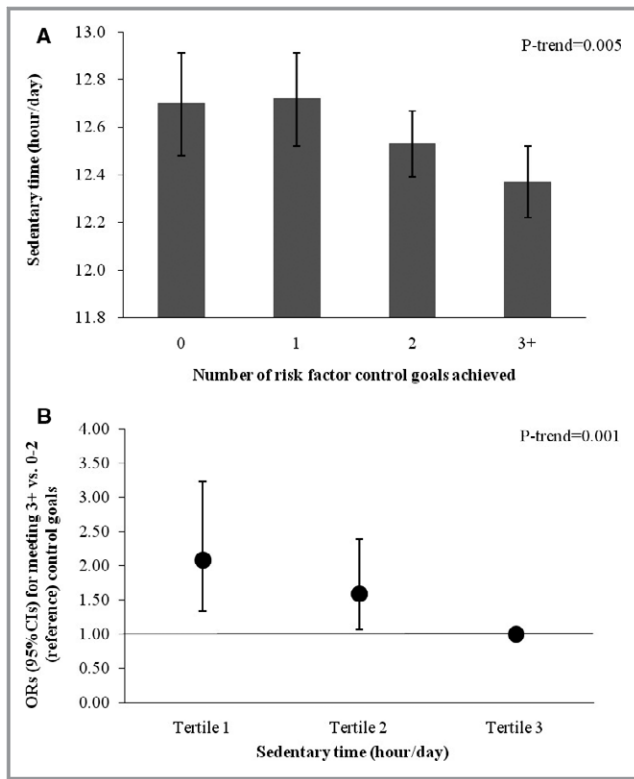 A
P-trend=0.005
Sedentary time (hour/day)
13.0
12.8
12.6
12.4
12.2
12.0
11.8
0 1 2 3+
Number of risk factor control goals achieved
B
P-trend=0.001
ORs (95%CIs) for meeting 3+ vs. 0-2
(reference) control goals
4.00
3.50
3.00
2.50
2.00
1.50
1.00
0.50
0.00
Tertile 1 Tertile 2 Tertile 3
Sedentary time (hour/day)